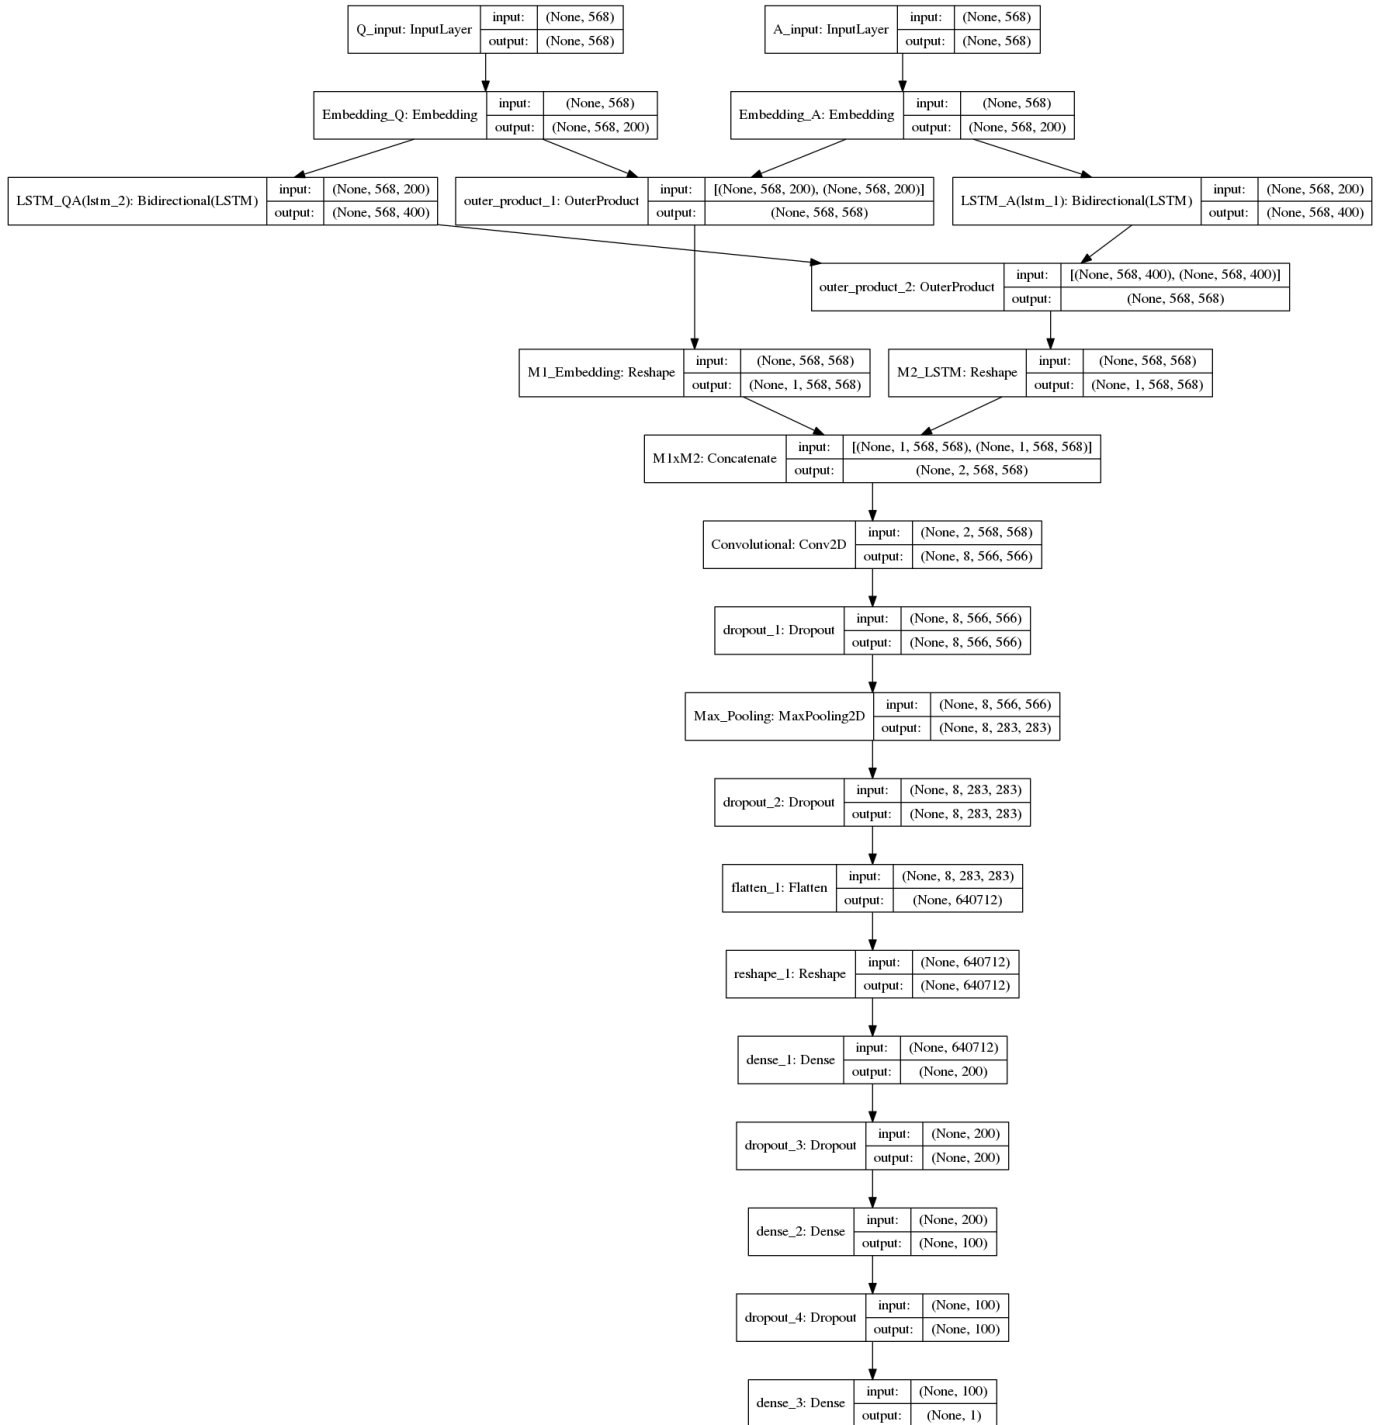 Q_input: InputLayer input: (None, 568)
output: (None, 568)
A_input: InputLayer input: (None, 568)
output: (None, 568)
Embedding_Q: Embedding input: (None, 568)
output: (None, 568, 200)
Embedding_A: Embedding input: (None, 568)
output: (None, 568, 200)
LSTM_QA(lstm_2): Bidirectional(LSTM) input: (None, 568, 200)
output: (None, 568, 400)
outer_product_1: OuterProduct input: [(None, 568, 200), (None, 568, 200)]
output: (None, 568, 568)
LSTM_A(lstm_1): Bidirectional(LSTM) input: (None, 568, 200)
output: (None, 568, 400)
outer_product_2: OuterProduct input: [(None, 568, 400), (None, 568, 400)]
output: (None, 568, 568)
M1_Embedding: Reshape input: (None, 568, 568)
output: (None, 1, 568, 568)
M2_LSTM: Reshape input: (None, 568, 568)
output: (None, 1, 568, 568)
M1xM2: Concatenate input: [(None, 1, 568, 568), (None, 1, 568, 568)]
output: (None, 2, 568, 568)
Convolutional: Conv2D input: (None, 2, 568, 568)
output: (None, 8, 566, 566)
dropout_1: Dropout input: (None, 8, 566, 566)
output: (None, 8, 566, 566)
Max_Pooling: MaxPooling2D input: (None, 8, 566, 566)
output: (None, 8, 283, 283)
dropout_2: Dropout input: (None, 8, 283, 283)
output: (None, 8, 283, 283)
flatten_1: Flatten input: (None, 8, 283, 283)
output: (None, 640712)
reshape_1: Reshape input: (None, 640712)
output: (None, 640712)
dense_1: Dense input: (None, 640712)
output: (None, 200)
dropout_3: Dropout input: (None, 200)
output: (None, 200)
dense_2: Dense input: (None, 200)
output: (None, 100)
dropout_4: Dropout input: (None, 100)
output: (None, 100)
dense_3: Dense input: (None, 100)
output: (None, 1)